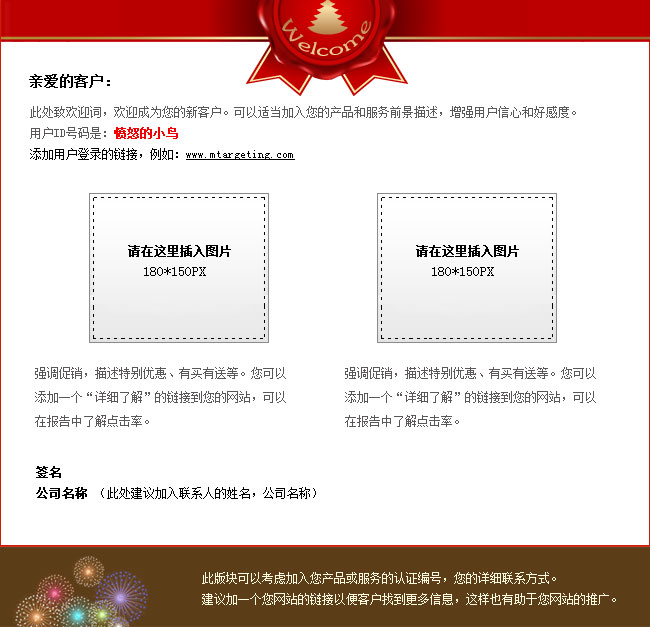 Welcome
亲爱的客户：
此处致欢迎词，欢迎成为您的新客户。可以适当加入您的产品和服务前景描述，增强用户信心和好感度。
用户ID号码是：愤怒的小鸟
添加用户登录的链接，例如：www.mtargeting.com
请在这里插入图片
180*150PX
请在这里插入图片
180*150PX
强调促销，描述特别优惠、有买有送等。您可以
添加一个“详细了解”的链接到您的网站，可以
在报告中了解点击率。
强调促销，描述特别优惠、有买有送等。您可以
添加一个“详细了解”的链接到您的网站，可以
在报告中了解点击率。
签名
公司名称 （此处建议加入联系人的姓名，公司名称）
此版块可以考虑加入您产品或服务的认证编号，您的详细联系方式。
建议加一个您网站的链接以便客户找到更多信息，这样也有助于您网站的推广。